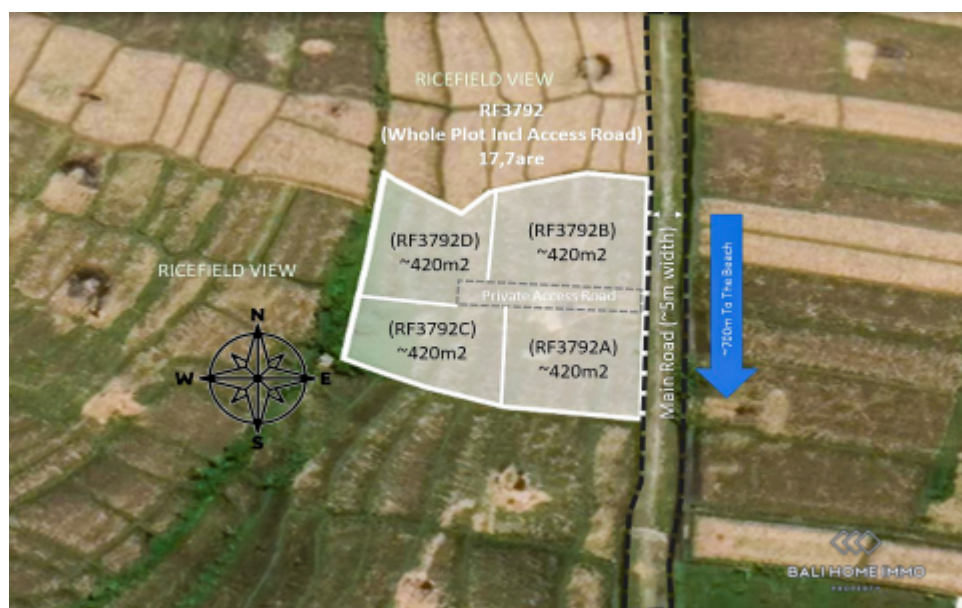 RICEFIELD VIEW
RF3792
(Whole Plot Incl Access Road)
17,7are
(RF3792D)
~420m2
(RF3792B)
~420m2
RICEFIELD VIEW
Private Access Road
(RF3792C)
~420m2
(RF3792A)
~420m2
Main Road (~5m width)
~700m To The Beach
N
W
E
S
BALI HOME IMMO
PROPERTY